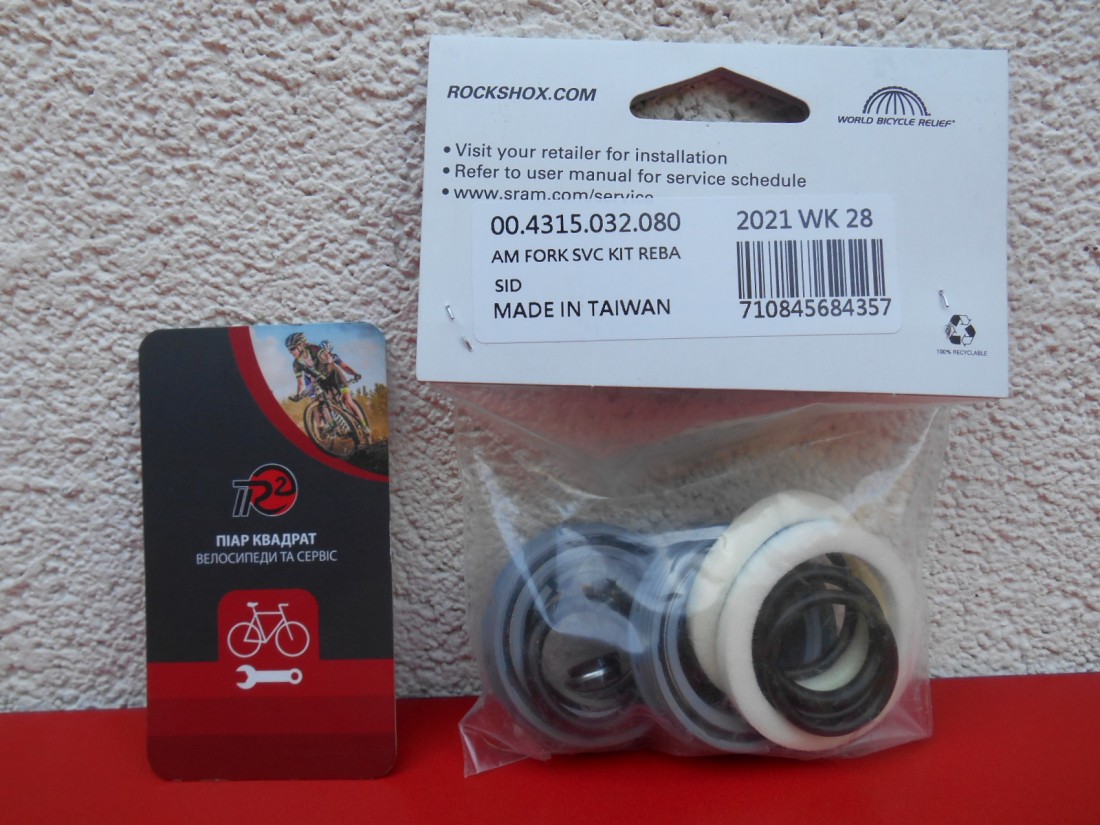 ROCKSHOX.COM
WORLD BICYCLE RELIEF®
• Visit your retailer for installation
• Refer to user manual for service schedule
• www.sram.com/service
00.4315.032.080
2021 WK 28
AM FORK SVC KIT REBA
SID
MADE IN TAIWAN
710845684357
100% RECYCLABLE
ПR2
ПІАР КВАДРАТ
ВЕЛОСИПЕДИ ТА СЕРВІС